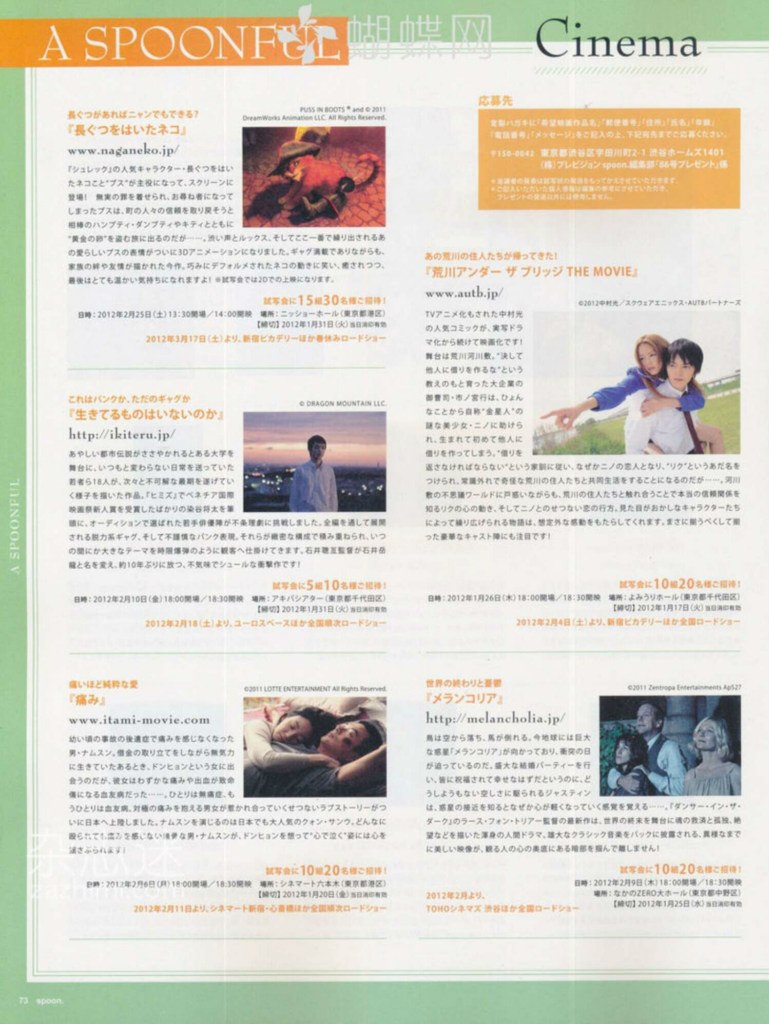 A SPOONFUL
蝴蝶网
Cinema
長ぐつがあればニャンでもできる?
『長ぐつをはいたネコ』
www.naganeko.jp/
PUSS IN BOOTS ® and © 2011
DreamWorks Animation LLC. All Rights Reserved.
『シュレック』の人気キャラクター・長ぐつをはい
たネコこと“プス”が主役になって、スクリーンに
登場! 無実の罪を着せられ、お尋ね者になって
しまったプスは、町の人々の信頼を取り戻そうと
相棒のハンプティ・ダンプティやキティとともに
“黄金の卵”を盗む旅に出るのだが……。渋い声とルックス、そしてここ一番で繰り出されるあ
の愛らしいプスの表情がついに3Dアニメーションになりました。ギャグ満載でありながらも、
家族の絆や友情が描かれた今作。巧みにデフォルメされたネコの動きに笑い、癒されつつ、
最後はとても温かい気持ちになれますよ! ※試写会では2Dでの上映になります。
試写会に15組30名様ご招待!
日時:2012年2月25日(土)13:30開場/14:00開映 場所:ニッショーホール(東京都港区)
【締切】2012年1月31日(火)当日消印有効
2012年3月17日(土)より、新宿ピカデリーほか春休みロードショー
これはパンクか、ただのギャグか
『生きてるものはいないのか』
http://ikiteru.jp/
© DRAGON MOUNTAIN LLC.
あやしい都市伝説がささやかれるとある大学を
舞台に、いつもと変わらない日常を送っていた
若者ら18人が、次々と不可解な最期を遂げてい
く様子を描いた作品。『ヒミズ』でベネチア国際
映画祭新人賞を受賞したばかりの染谷将太を筆
頭に、オーディションで選ばれた若手俳優陣が不条理劇に挑戦しました。全編を通して展開
される脱力系ギャグ、そして不謹慎なパンク表現。それらが緻密な構成で積み重ねられ、いつ
の間にか大きなテーマを時限爆弾のように観客へ仕掛けてきます。石井聰亙監督が石井岳
龍と名を変え、約10年ぶりに放つ、不気味でシュールな衝撃作です!
試写会に5組10名様ご招待!
日時:2012年2月10日(金)18:00開場/18:30開映 場所:アキバシアター(東京都千代田区)
【締切】2012年1月31日(火)当日消印有効
2012年2月18日(土)より、ユーロスペースほか全国順次ロードショー
痛いほど純粋な愛
『痛み』
www.itami-movie.com
©2011 LOTTE ENTERTAINMENT All Rights Reserved.
幼い頃の事故の後遺症で痛みを感じなくなった
男・ナムスン。借金の取り立てをしながら無気力
に生きていたあるとき、ドンヒョンという女に出
会うのだが、彼女はわずかな痛みや出血が致命
傷になる血友病だった……。ひとりは無痛症、も
うひとりは血友病。対極の痛みを抱える男女が惹かれ合っていくせつないラブストーリーがつ
いに日本へ上陸しました。ナムスンを演じるのは日本でも大人気のクォン・サンウ。どんなに
殴られても痛みを感じない凄惨な男・ナムスンが、ドンヒョンを想って“心で泣く”姿には心を
揺さぶられます!
試写会に10組20名様ご招待!
日時:2012年2月6日(月)18:00開場/18:30開映 場所:シネマート六本木(東京都港区)
【締切】2012年1月20日(金)当日消印有効
2012年2月11日より、シネマート新宿・心斎橋ほか全国順次ロードショー
応募先
官製ハガキに「希望映画作品名」「郵便番号」「住所」「氏名」「年齢」
「電話番号」「メッセージ」をご記入の上、下記宛先までご応募ください。
〒150-0042 東京都渋谷区宇田川町2-1 渋谷ホームズ1401
(株)プレビジョン spoon.編集部「86号プレゼント」係
※当選者の発表は試写状の発送をもってかえさせていただきます
※ご記入いただいた個人情報は厳重の管理にさせていただき、
プレゼントの発送以外には使用しません。
あの荒川の住人たちが帰ってきた!
『荒川アンダー ザ ブリッジ THE MOVIE』
www.autb.jp/
©2012中村光/スクウェアエニックス・AUTBパートナーズ
TVアニメ化もされた中村光
の人気コミックが、実写ドラ
マ化から続けて映画化です!
舞台は荒川河川敷。“決して
他人に借りを作るな”という
教えのもと育った大企業の
御曹司・市ノ宮行は、ひょん
なことから自称“金星人”の
謎な美少女・ニノに助けら
れ、生まれて初めて他人に
借りを作ってしまう。“借りを
返さなければならない”という家訓に従い、なぜかニノの恋人となり、“リク”というあだ名を
つけられ、常識外れで奇怪な荒川の住人たちと共同生活をすることになるのだが……。河川
敷の不思議ワールドに戸惑いながらも、荒川の住人たちと触れ合うことで本当の信頼関係を
知るリクの心の動き、そしてニノとのせつない恋の行方。見た目がおかしなキャラクターたち
によって繰り広げられる物語は、想定外な感動をもたらしてくれます。まさに揃うべくして揃
った豪華なキャスト陣にも注目です!
試写会に10組20名様ご招待!
日時:2012年1月26日(木)18:00開場/18:30開映 場所:よみうりホール(東京都千代田区)
【締切】2012年1月17日(火)当日消印有効
2012年2月4日(土)より、新宿ピカデリーほか全国ロードショー
世界の終わりと憂鬱
『メランコリア』
http://melancholia.jp/
©2011 Zentropa Entertainments ApS27
鳥は空から落ち、馬が倒れる。今地球には巨大
な惑星「メランコリア」が向かっており、衝突の日
が迫っているのだ。盛大な結婚パーティーを行
い、皆に祝福されて幸せなはずだというのに、ど
うしようもない空しさに駆られるジャスティン
は、惑星の接近を知るとなぜか心が軽くなっていく感覚を覚える……。『ダンサー・イン・ザ・
ダーク』のラース・フォン・トリアー監督の最新作は、世界の終末を舞台に魂の救済と孤独、絶
望などを描いた渾身の人間ドラマ。雄大なクラシック音楽をバックに披露される、異様なまで
に美しい映像が、観る人の心の奥底にある暗部を掴んで離しません!
試写会に10組20名様ご招待!
日時:2012年2月9日(木)18:00開場/18:30開映
場所:なかのZERO大ホール(東京都中野区)
【締切】2012年1月25日(水)当日消印有効
2012年2月より、
TOHOシネマズ 渋谷ほか全国ロードショー
A SPOONFUL
杂志迷
73 spoon.